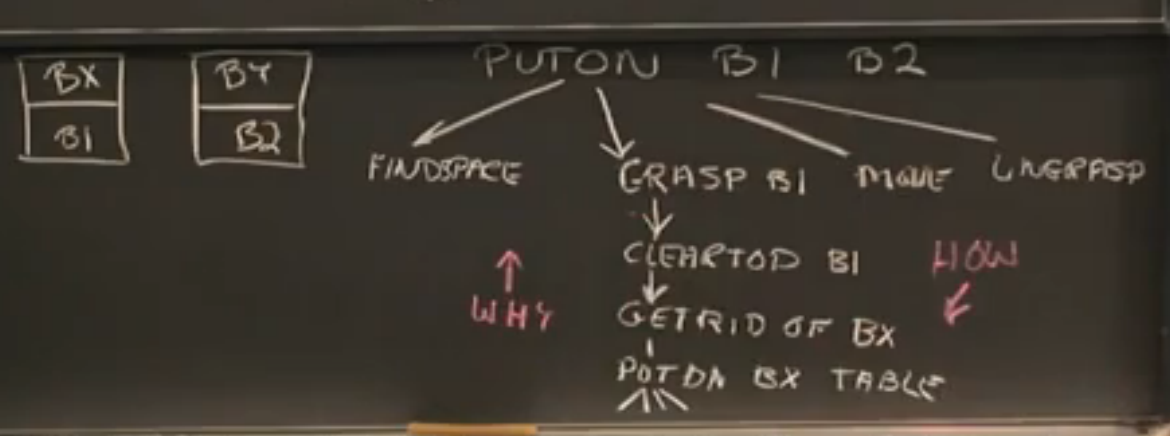 BX
B1
BY
B2
PUTON B1 B2
FINDSPACE GRASP B1 MOVE UNGRASP
CLEARTOP B1
GETRID OF BX
PUTON BX TABLE
WHY
HOW